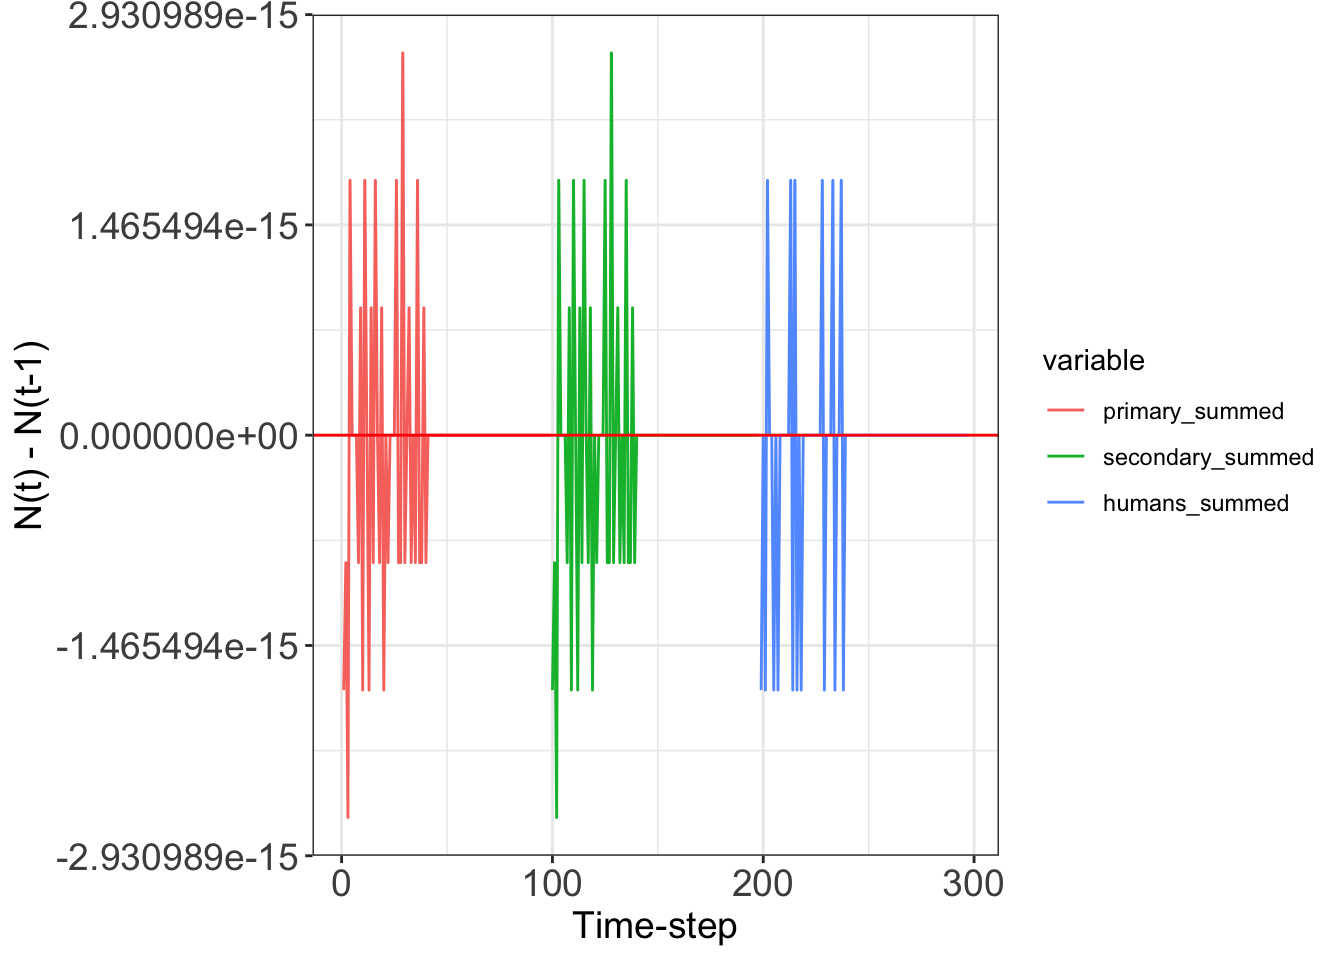 2.930989e-15
1.465494e-15
0.000000e+00
-1.465494e-15
-2.930989e-15
N(t) - N(t-1)
0 100 200 300
Time-step
variable
primary_summed
secondary_summed
humans_summed